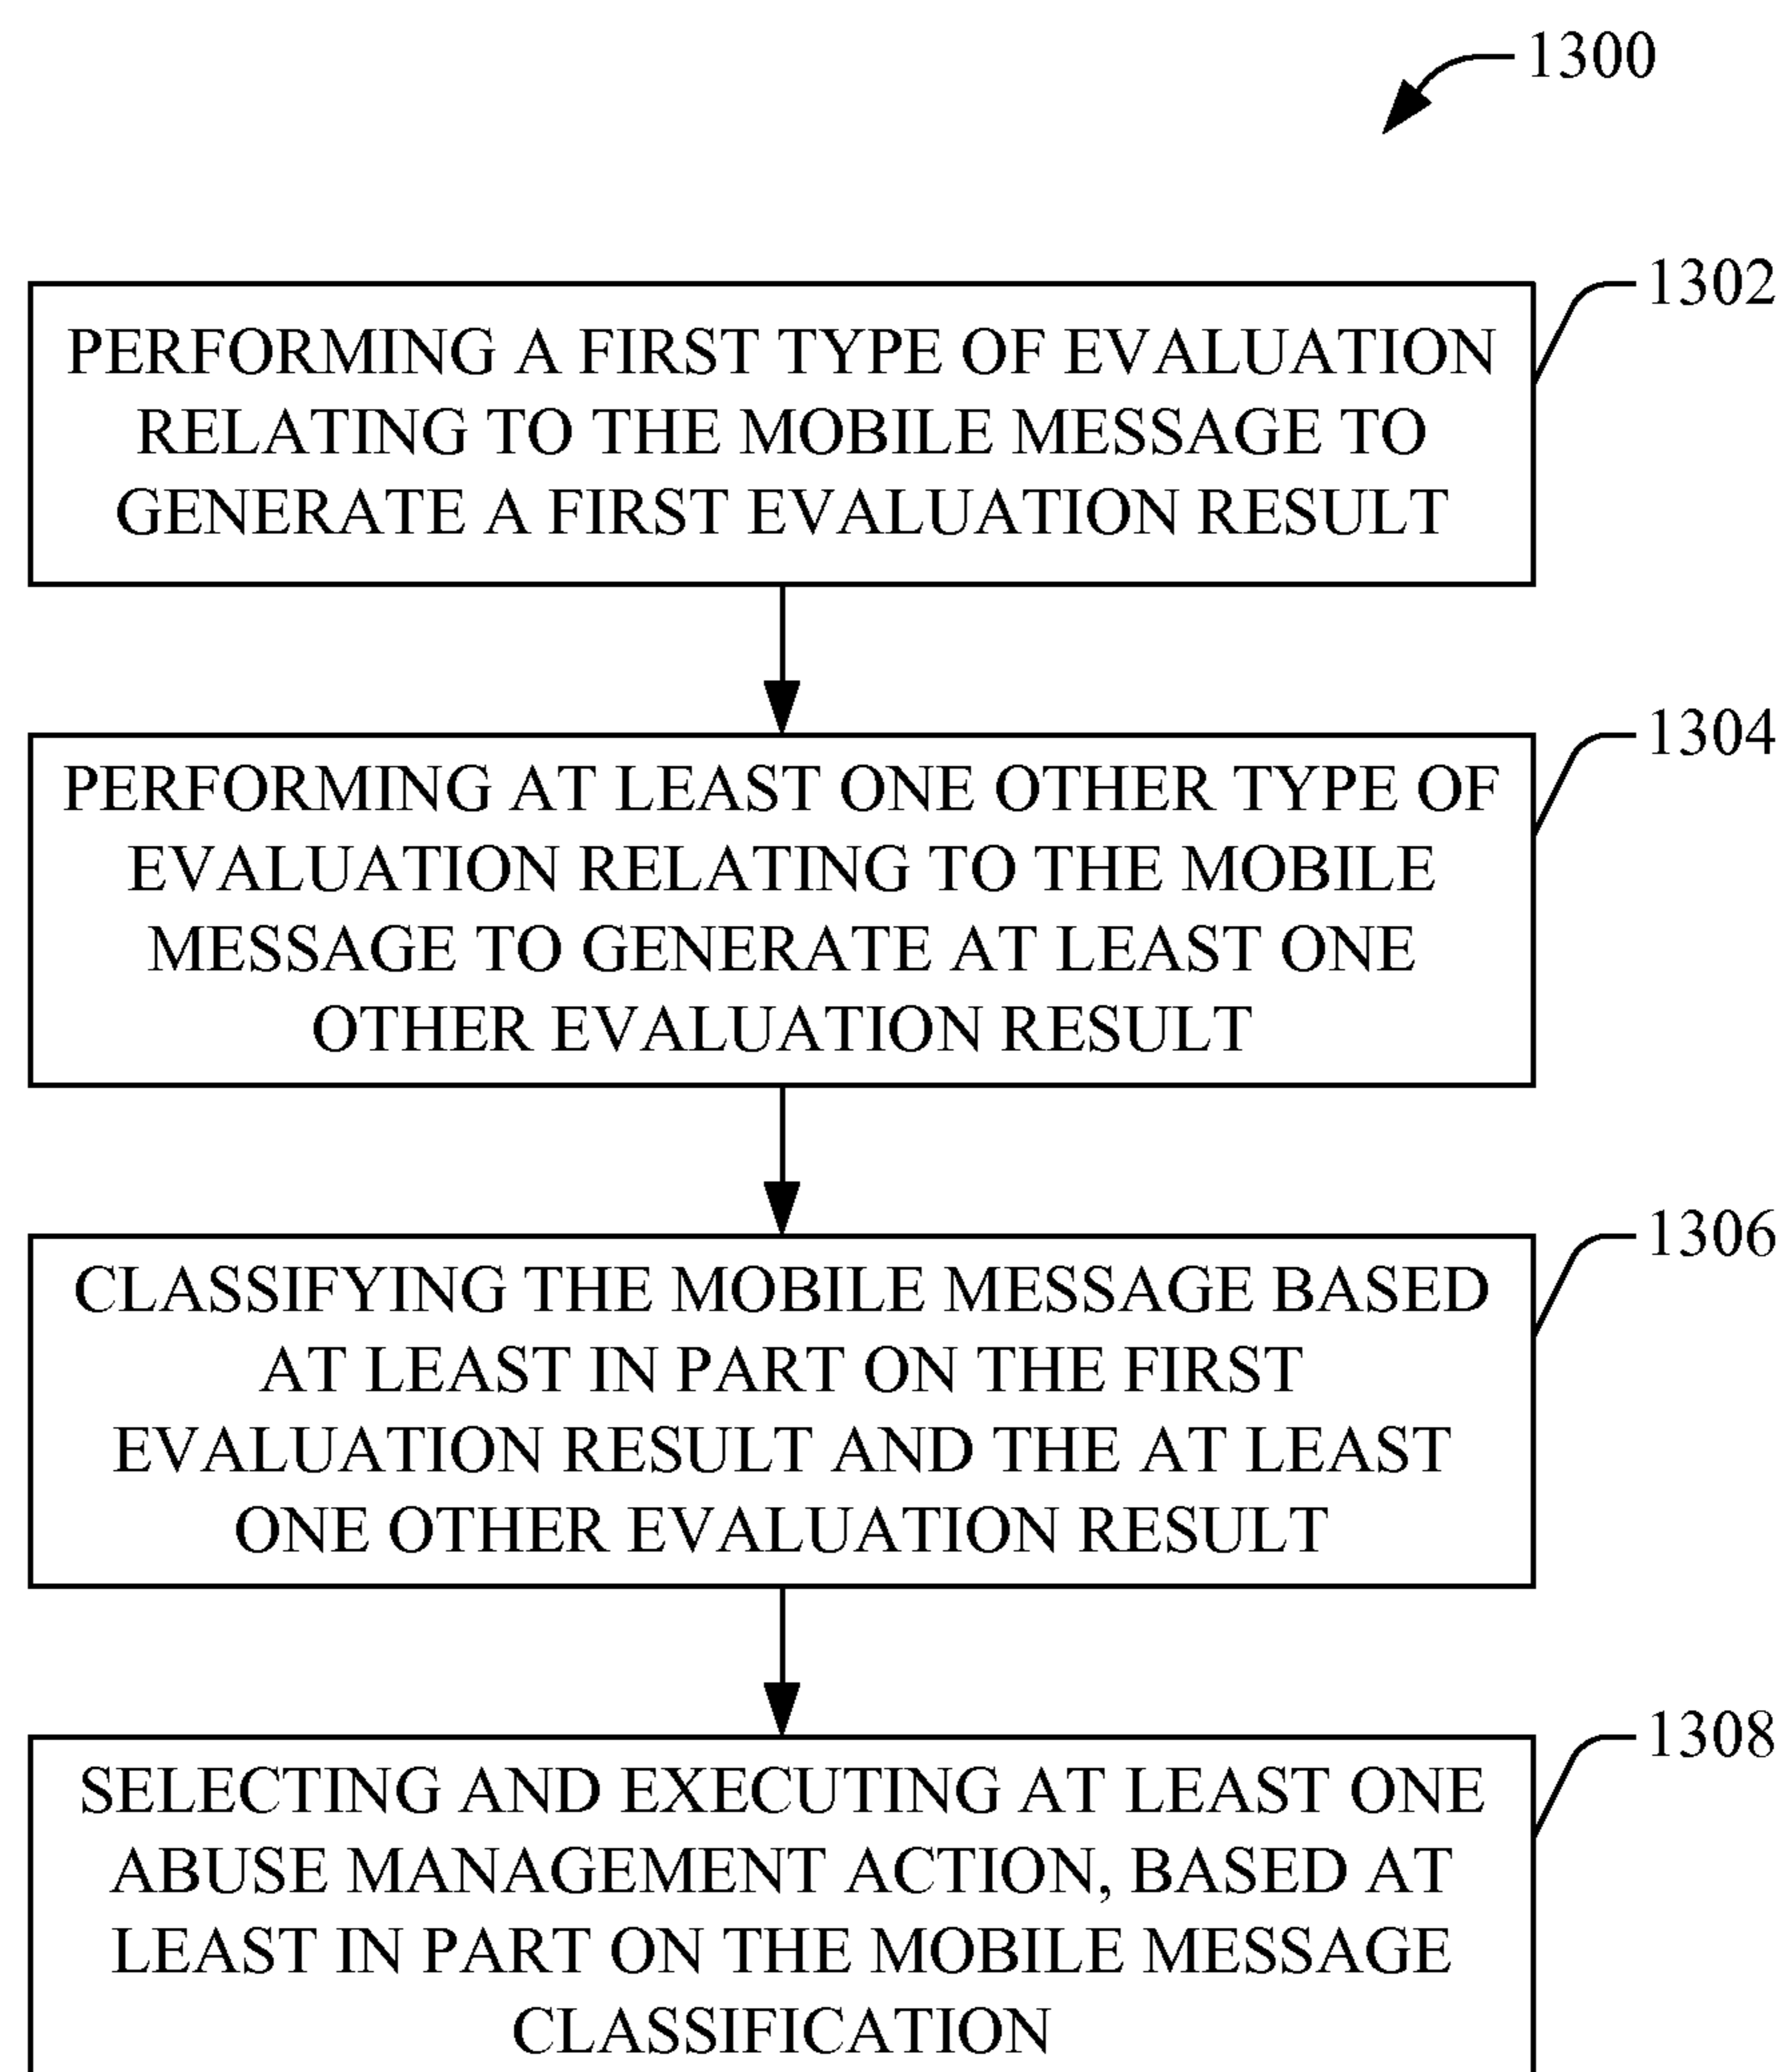 1300
1302
PERFORMING A FIRST TYPE OF EVALUATION
RELATING TO THE MOBILE MESSAGE TO
GENERATE A FIRST EVALUATION RESULT
1304
PERFORMING AT LEAST ONE OTHER TYPE OF
EVALUATION RELATING TO THE MOBILE
MESSAGE TO GENERATE AT LEAST ONE
OTHER EVALUATION RESULT
1306
CLASSIFYING THE MOBILE MESSAGE BASED
AT LEAST IN PART ON THE FIRST
EVALUATION RESULT AND THE AT LEAST
ONE OTHER EVALUATION RESULT
1308
SELECTING AND EXECUTING AT LEAST ONE
ABUSE MANAGEMENT ACTION, BASED AT
LEAST IN PART ON THE MOBILE MESSAGE
CLASSIFICATION